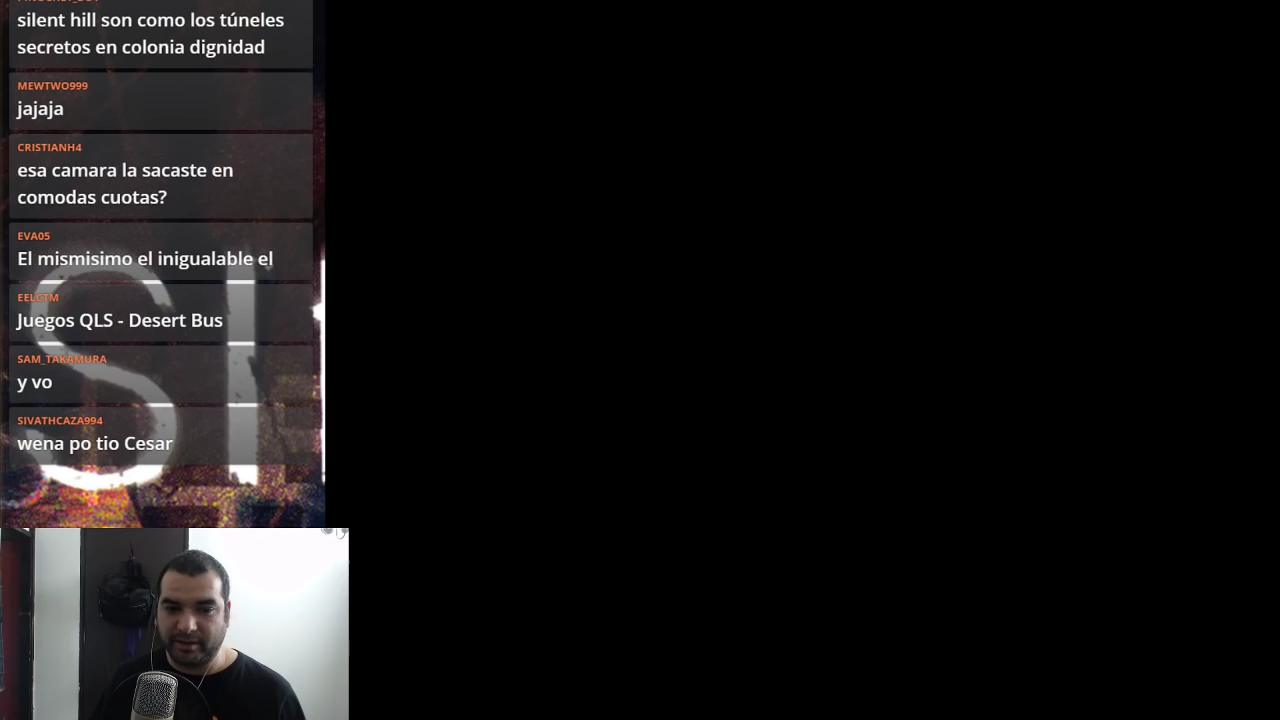 silent hill son como los túneles
secretos en colonia dignidad
MEWTWO999
jajaja
CRISTIANH4
esa camara la sacaste en
comodas cuotas?
EVA05
El mismisimo el inigualable el
EELCTM
Juegos QLS - Desert Bus
SAM_TAKAMURA
y vo
SIVATHCAZA994
wena po tio Cesar